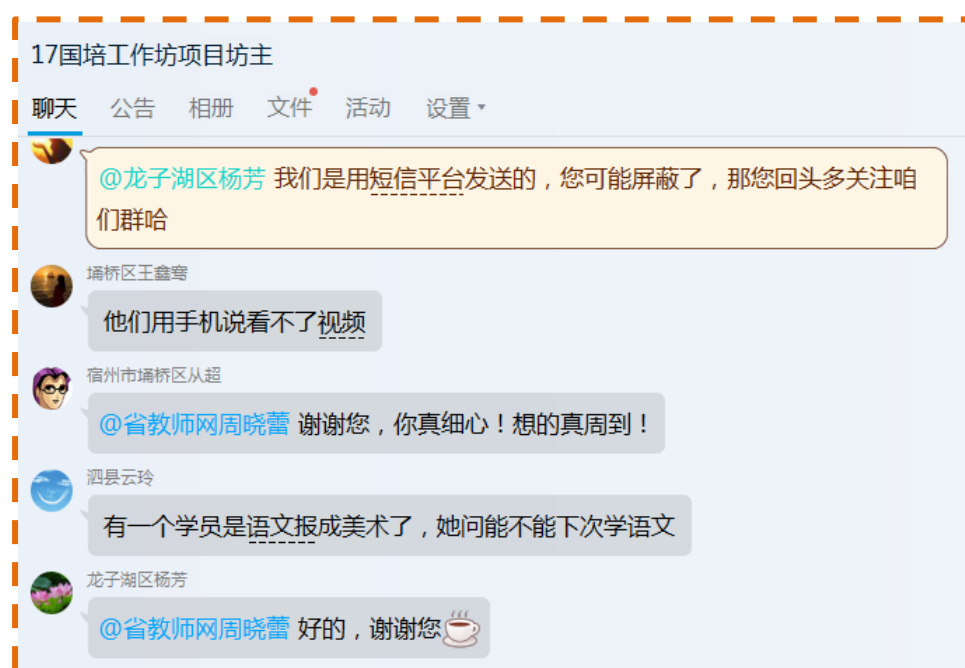 17国培工作坊项目坊主
聊天 公告 相册 文件 活动 设置
@龙子湖区杨芳 我们是用短信平台发送的，您可能屏蔽了，那您回头多关注咱
们群哈
埇桥区王鑫骞
他们用手机说看不了视频
宿州市埇桥区从超
@省教师网周晓蕾 谢谢您，你真细心！想的真周到！
泗县云玲
有一个学员是语文报成美术了，她问能不能下次学语文
龙子湖区杨芳
@省教师网周晓蕾 好的，谢谢您